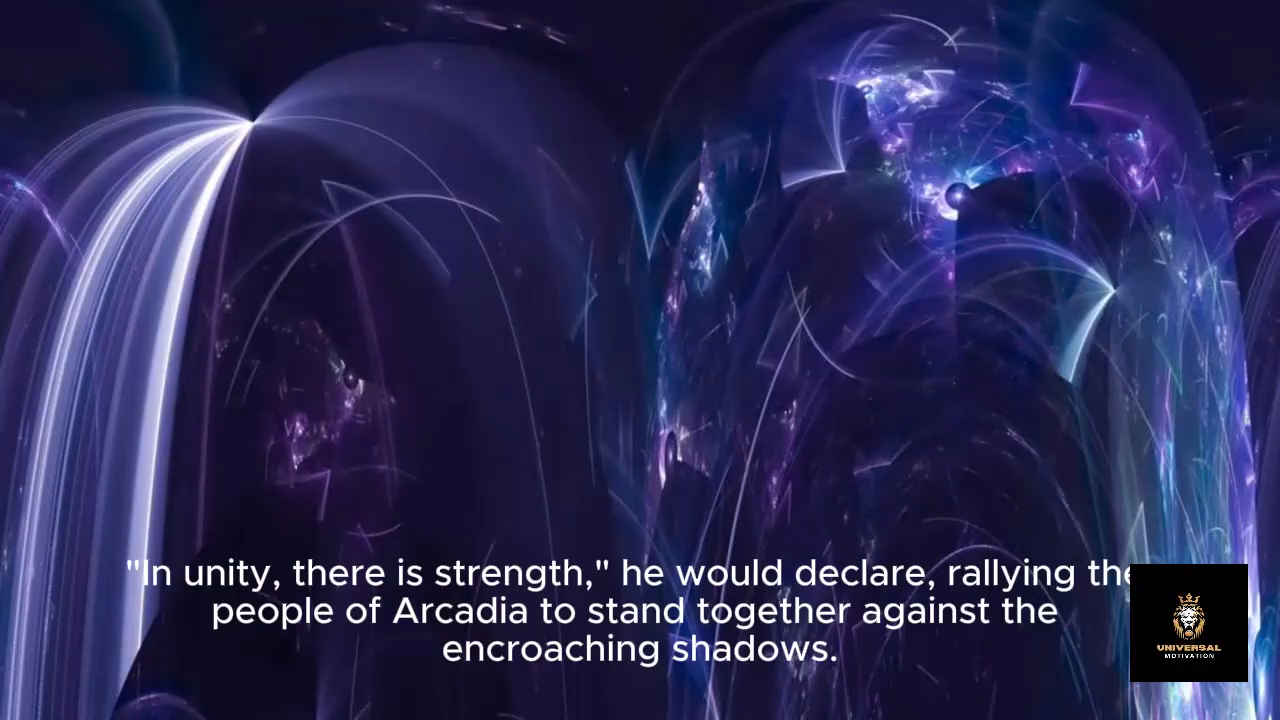 "In unity, there is strength," he would declare, rallying the
people of Arcadia to stand together against the
encroaching shadows.
UNIVERSAL
MOTIVATION